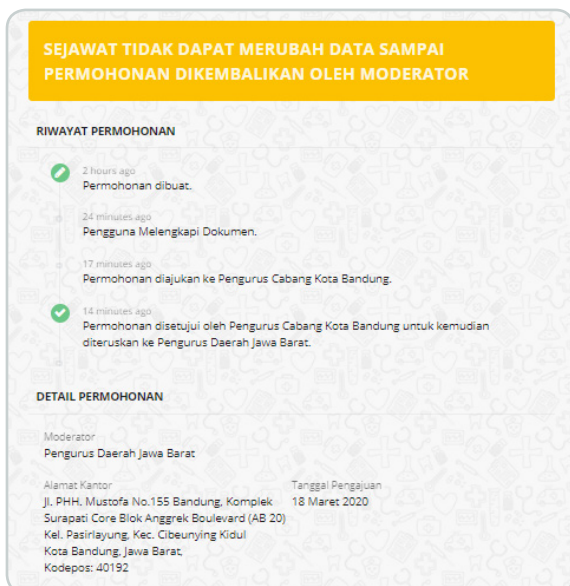 SEJAWAT TIDAK DAPAT MERUBAH DATA SAMPAI
PERMOHONAN DIKEMBALIKAN OLEH MODERATOR
RIWAYAT PERMOHONAN
2 hours ago
Permohonan dibuat.
24 minutes ago
Pengguna Melengkapi Dokumen.
17 minutes ago
Permohonan diajukan ke Pengurus Cabang Kota Bandung.
14 minutes ago
Permohonan disetujui oleh Pengurus Cabang Kota Bandung untuk kemudian
diteruskan ke Pengurus Daerah Jawa Barat.
DETAIL PERMOHONAN
Moderator
Pengurus Daerah Jawa Barat
Alamat Kantor
Jl. PHH. Mustofa No.155 Bandung, Komplek
Surapati Core Blok Anggrek Boulevard (AB 20)
Kel. Pasirlayung, Kec. Cibeunying Kidul
Kota Bandung, Jawa Barat,
Kodepos: 40192
Tanggal Pengajuan
18 Maret 2020